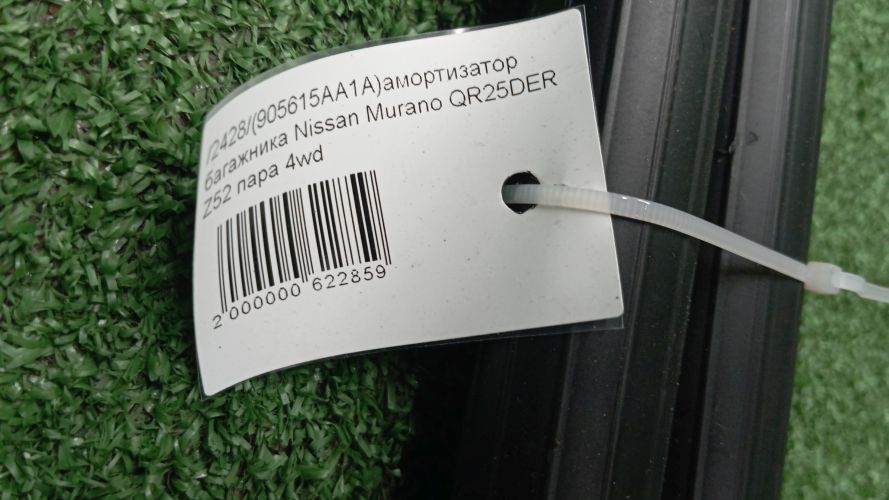 /2428/(905615AA1A)амортизатор
багажника Nissan Murano QR25DER
Z52 пара 4wd
2 000000 622859